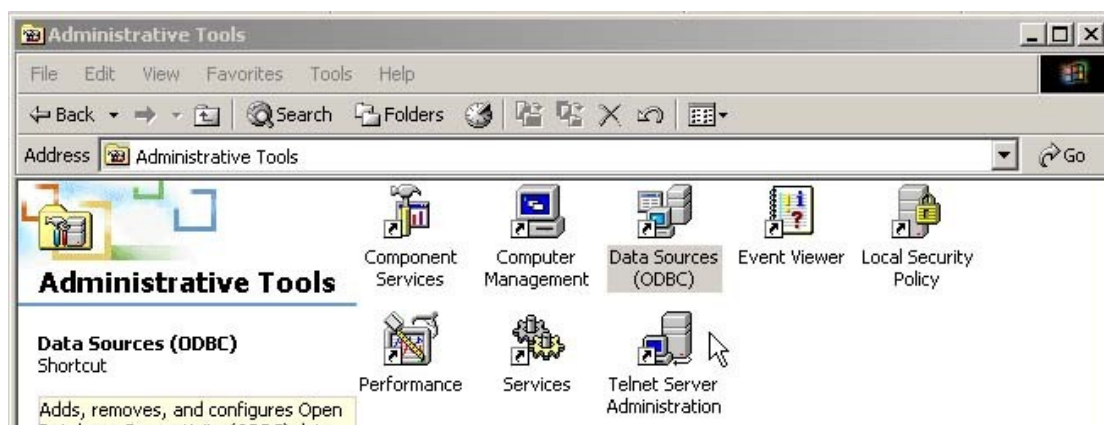 Administrative Tools
File Edit View Favorites Tools Help
Back Search Folders
Address Administrative Tools Go
Administrative Tools
Data Sources (ODBC)
Shortcut
Adds, removes, and configures Open
Component Services
Computer Management
Data Sources (ODBC)
Event Viewer
Local Security Policy
Performance
Services
Telnet Server Administration